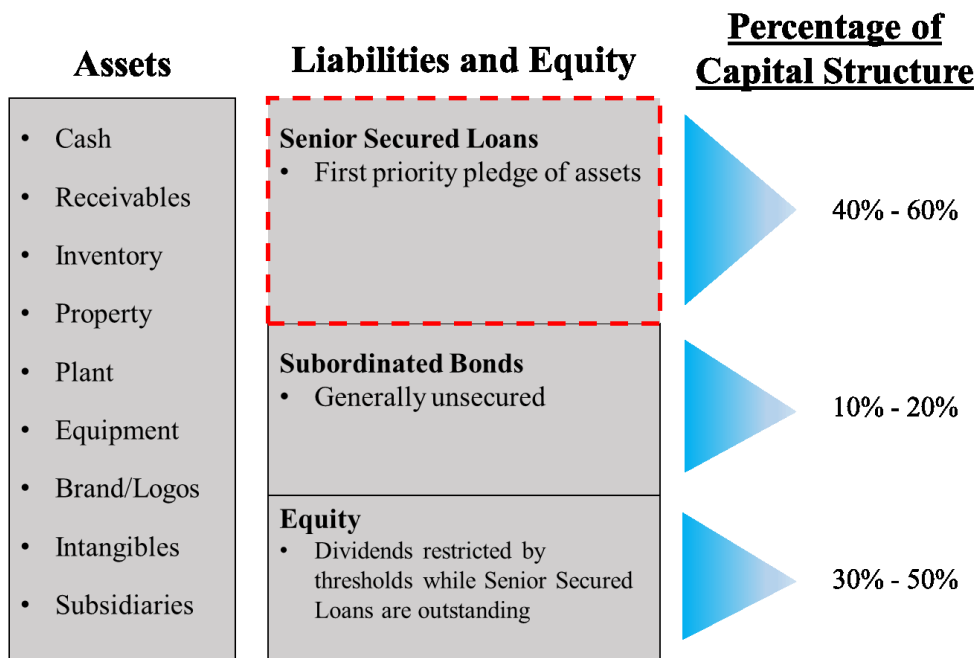 Assets
• Cash
• Receivables
• Inventory
• Property
• Plant
• Equipment
• Brand/Logos
• Intangibles
• Subsidiaries
Liabilities and Equity
Senior Secured Loans
• First priority pledge of assets
Subordinated Bonds
• Generally unsecured
Equity
• Dividends restricted by
thresholds while Senior Secured
Loans are outstanding
Percentage of
Capital Structure
40% - 60%
10% - 20%
30% - 50%